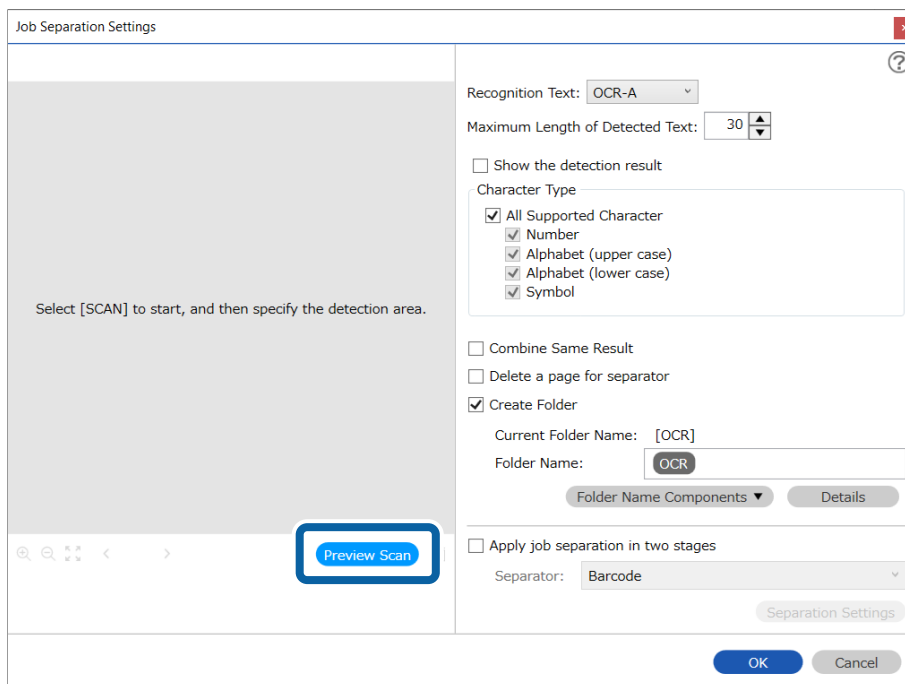 Job Separation Settings
Select [SCAN] to start, and then specify the detection area.
Preview Scan
Recognition Text: OCR-A
Maximum Length of Detected Text: 30
Show the detection result
Character Type
All Supported Character
Number
Alphabet (upper case)
Alphabet (lower case)
Symbol
Combine Same Result
Delete a page for separator
Create Folder
Current Folder Name: [OCR]
Folder Name: OCR
Folder Name Components ▼ Details
Apply job separation in two stages
Separator: Barcode
Separation Settings
OK Cancel